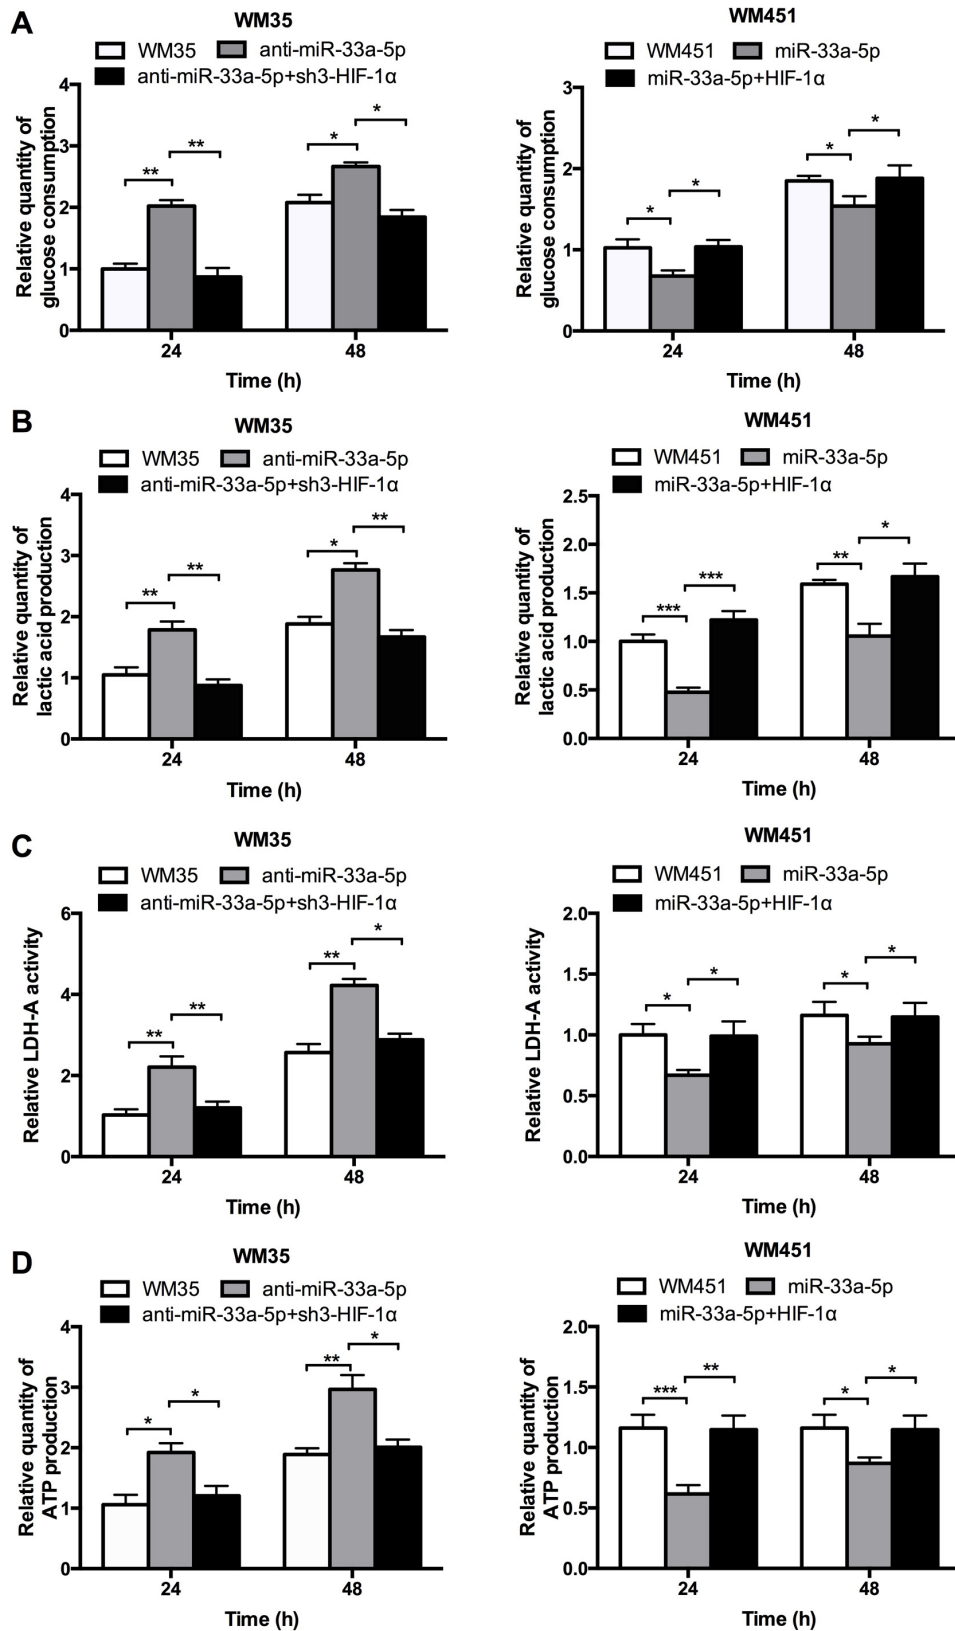 A
WM35
WM35 anti-miR-33a-5p
anti-miR-33a-5p+sh3-HIF-1α
Relative quantity of
glucose consumption
4
3
2
1
0
** ** * *
24 48
Time (h)
WM451
WM451 miR-33a-5p
miR-33a-5p+HIF-1α
Relative quantity of
glucose consumption
3
2
1
0
* * * *
24 48
Time (h)
B
WM35
WM35 anti-miR-33a-5p
anti-miR-33a-5p+sh3-HIF-1α
Relative quantity of
lactic acid production
4
3
2
1
0
** ** * **
24 48
Time (h)
WM451
WM451 miR-33a-5p
miR-33a-5p+HIF-1α
Relative quantity of
lactic acid production
2.5
2.0
1.5
1.0
0.5
0.0
*** *** ** *
24 48
Time (h)
C
WM35
WM35 anti-miR-33a-5p
anti-miR-33a-5p+sh3-HIF-1α
Relative LDH-A activity
6
4
2
0
** ** ** *
24 48
Time (h)
WM451
WM451 miR-33a-5p
miR-33a-5p+HIF-1α
Relative LDH-A activity
2.0
1.5
1.0
0.5
0.0
* * * *
24 48
Time (h)
D
WM35
WM35 anti-miR-33a-5p
anti-miR-33a-5p+sh3-HIF-1α
Relative quantity of
ATP production
4
3
2
1
0
* * ** *
24 48
Time (h)
WM451
WM451 miR-33a-5p
miR-33a-5p+HIF-1α
Relative quantity of
ATP production
2.0
1.5
1.0
0.5
0.0
*** ** * *
24 48
Time (h)